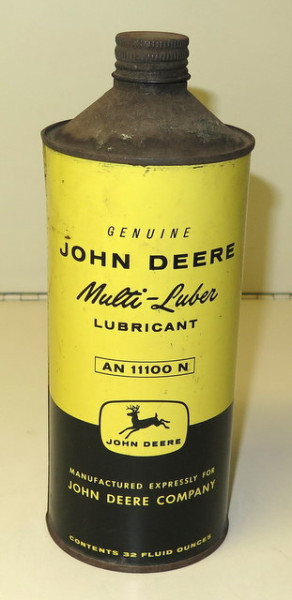 GENUINE
JOHN DEERE
Multi-Luber
LUBRICANT
AN 11100 N
JOHN DEERE
MANUFACTURED EXPRESSLY FOR
JOHN DEERE COMPANY
CONTENTS 32 FLUID OUNCES